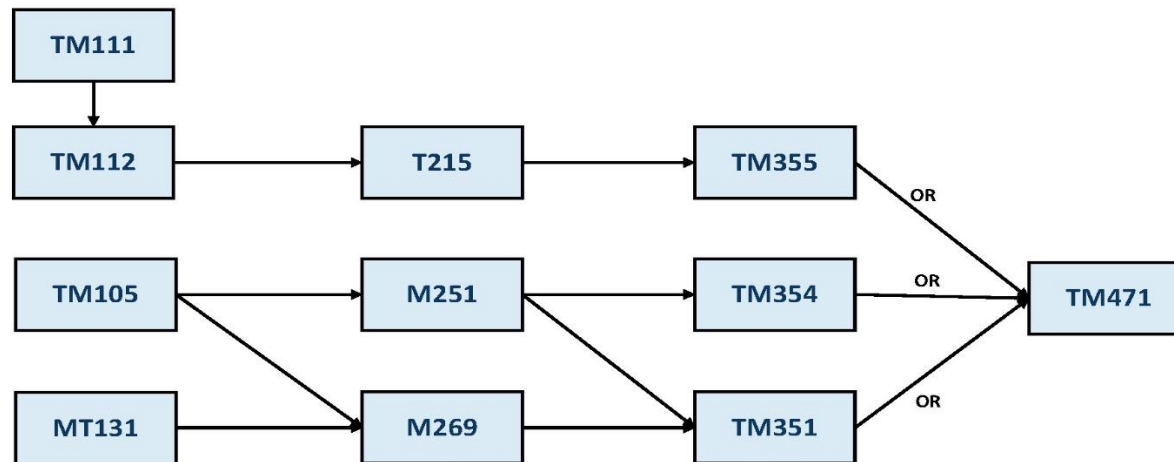 TM111
TM112
T215
TM355
OR
TM105
M251
TM354
OR
TM471
MT131
M269
TM351
OR